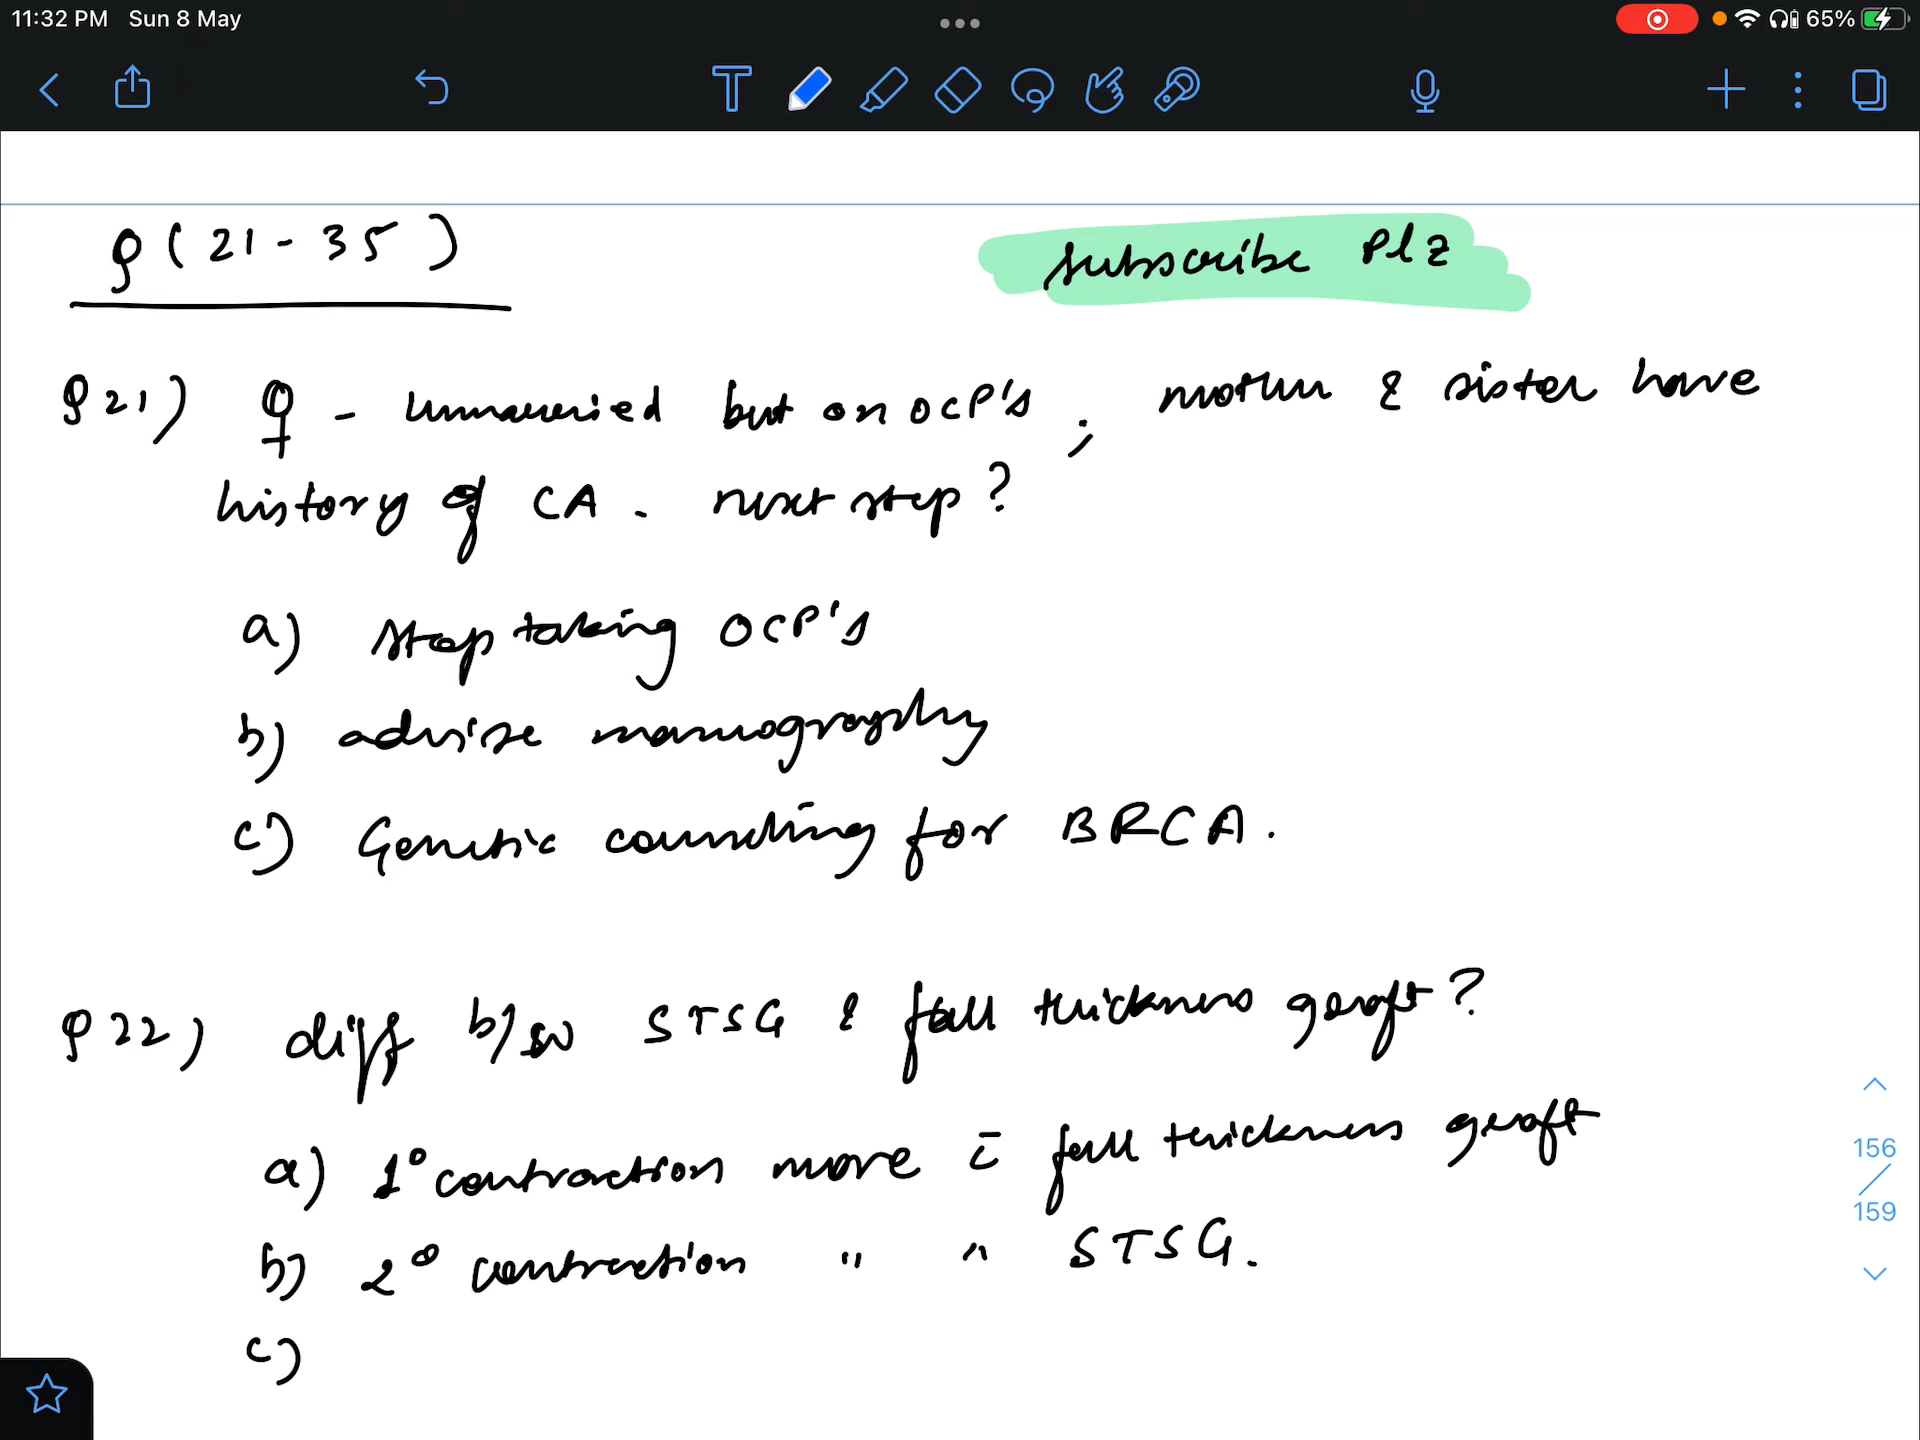 11:32 PM Sun 8 May
65%
Q (21-35)
subscribe Plz
Q21) ♀ - unmarried but on OCP's ; mother & sister have
history of CA. next step?
a) stop taking OCP's
b) advise mamography
c) Genetic counseling for BRCA.
Q22) diff b/w STSG & full thickness graft?
a) 1° contraction more c̄ full thickness graft
b) 2° contraction " " STSG.
c)
156
159